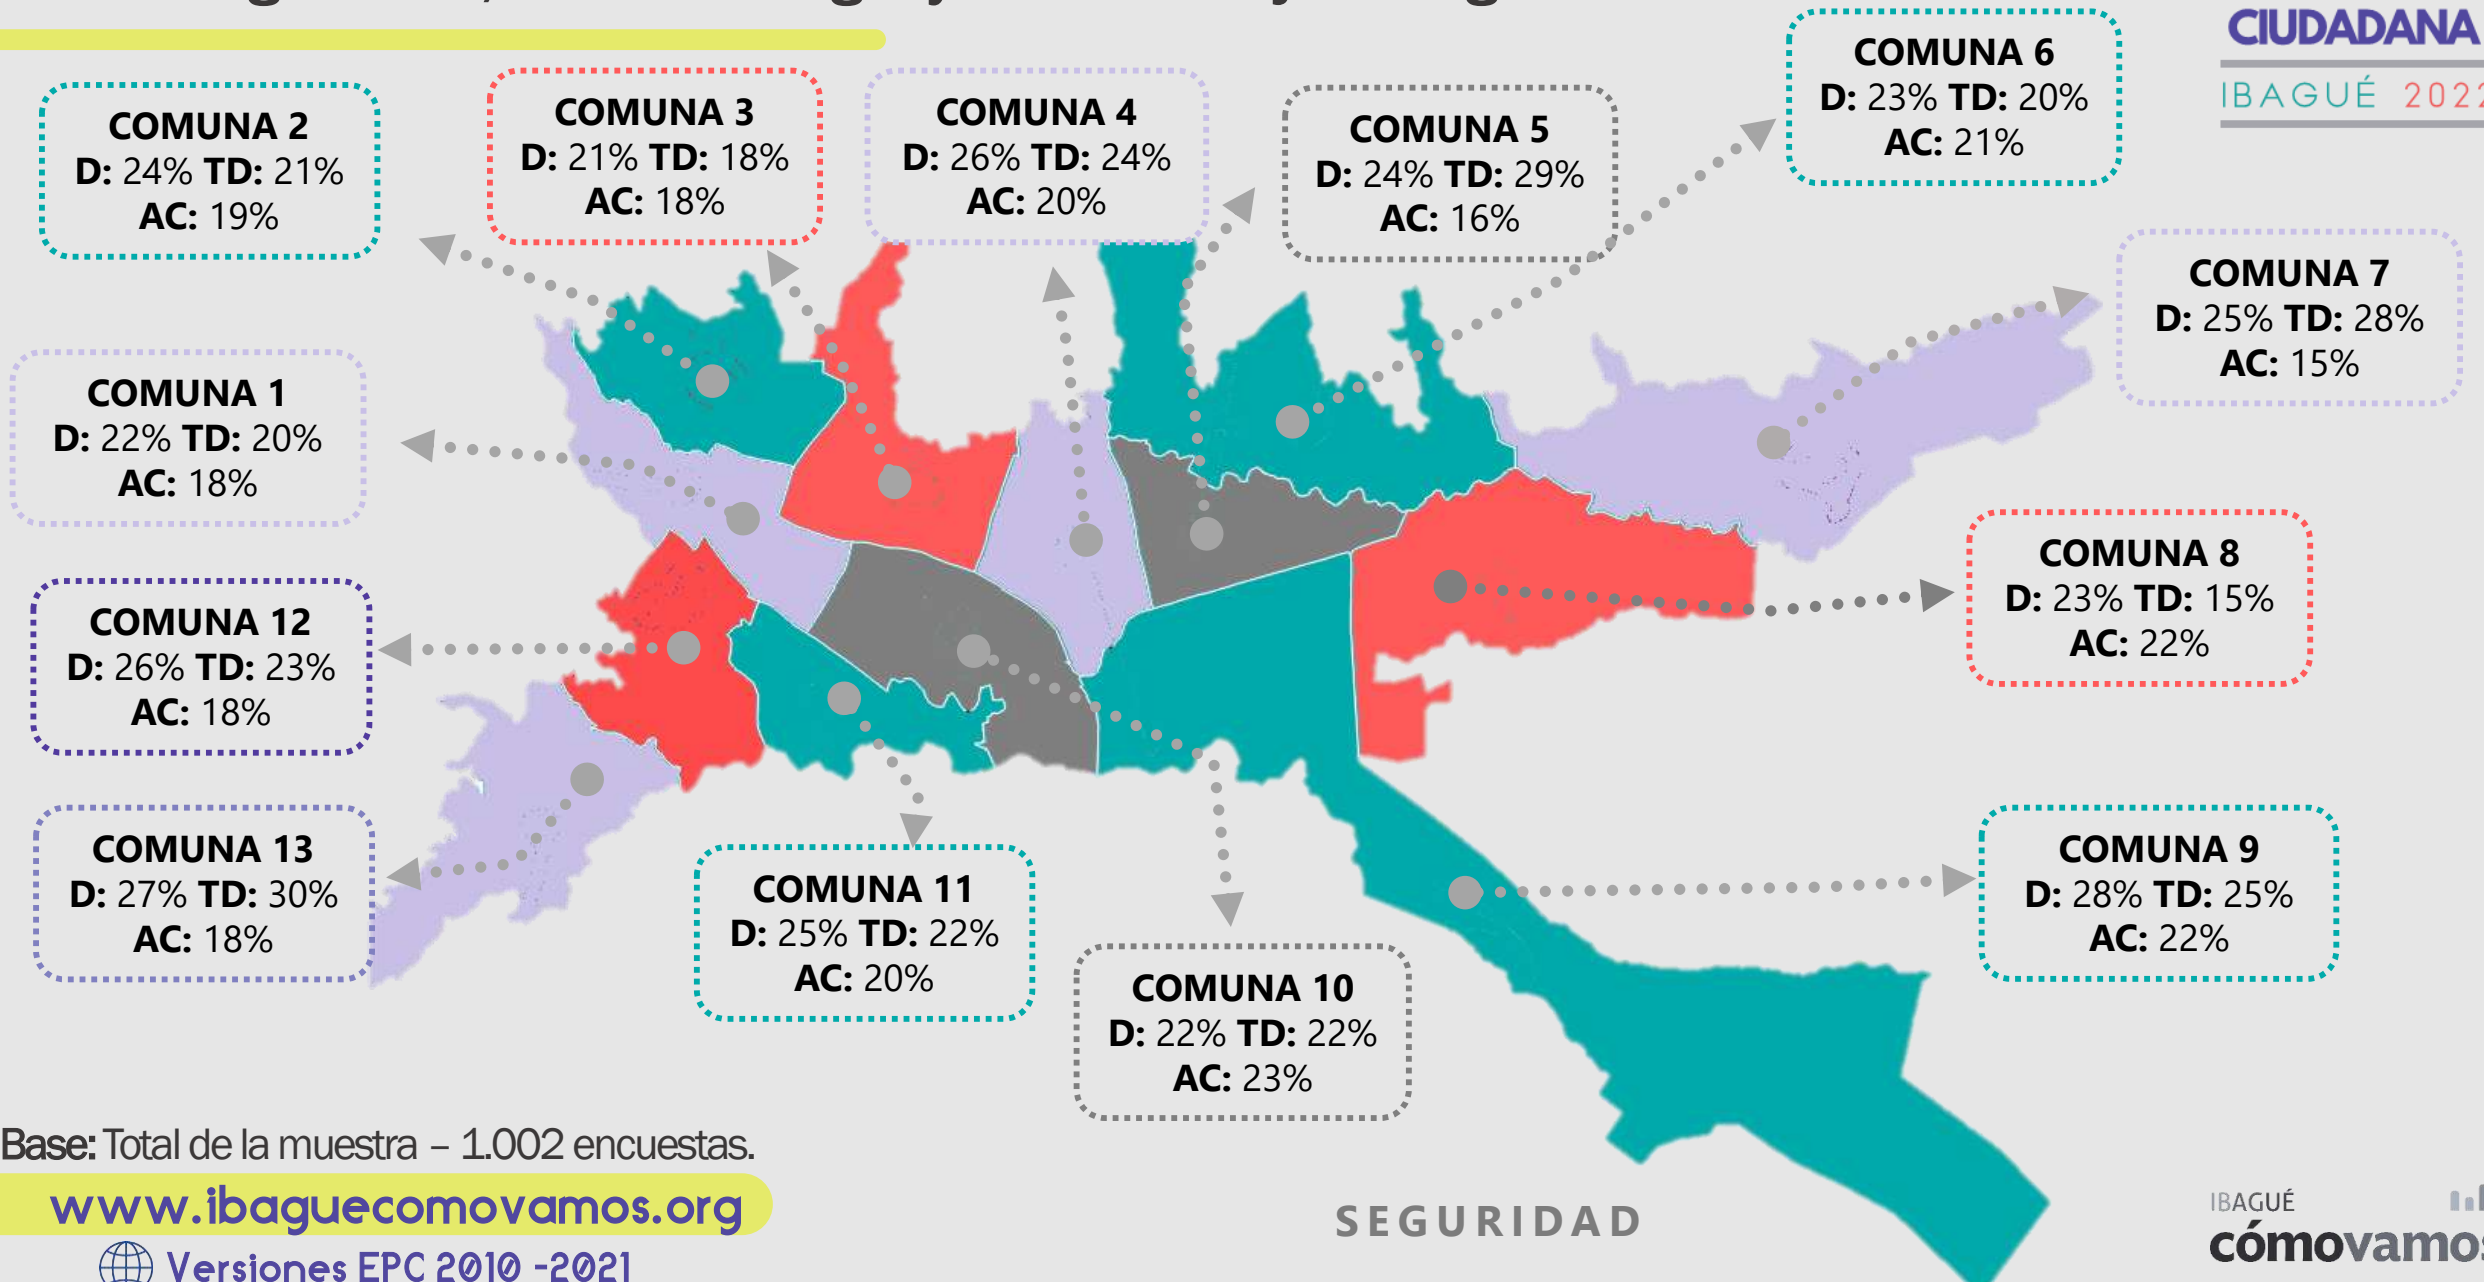 CIUDADANA
IBAGUÉ 2022
COMUNA 2
D: 24% TD: 21%
AC: 19%
COMUNA 3
D: 21% TD: 18%
AC: 18%
COMUNA 4
D: 26% TD: 24%
AC: 20%
COMUNA 5
D: 24% TD: 29%
AC: 16%
COMUNA 6
D: 23% TD: 20%
AC: 21%
COMUNA 7
D: 25% TD: 28%
AC: 15%
COMUNA 1
D: 22% TD: 20%
AC: 18%
COMUNA 8
D: 23% TD: 15%
AC: 22%
COMUNA 12
D: 26% TD: 23%
AC: 18%
COMUNA 13
D: 27% TD: 30%
AC: 18%
COMUNA 11
D: 25% TD: 22%
AC: 20%
COMUNA 10
D: 22% TD: 22%
AC: 23%
COMUNA 9
D: 28% TD: 25%
AC: 22%
Base: Total de la muestra – 1.002 encuestas.
www.ibaguecomovamos.org
Versiones EPC 2010 -2021
SEGURIDAD
IBAGUÉ
cómovamos